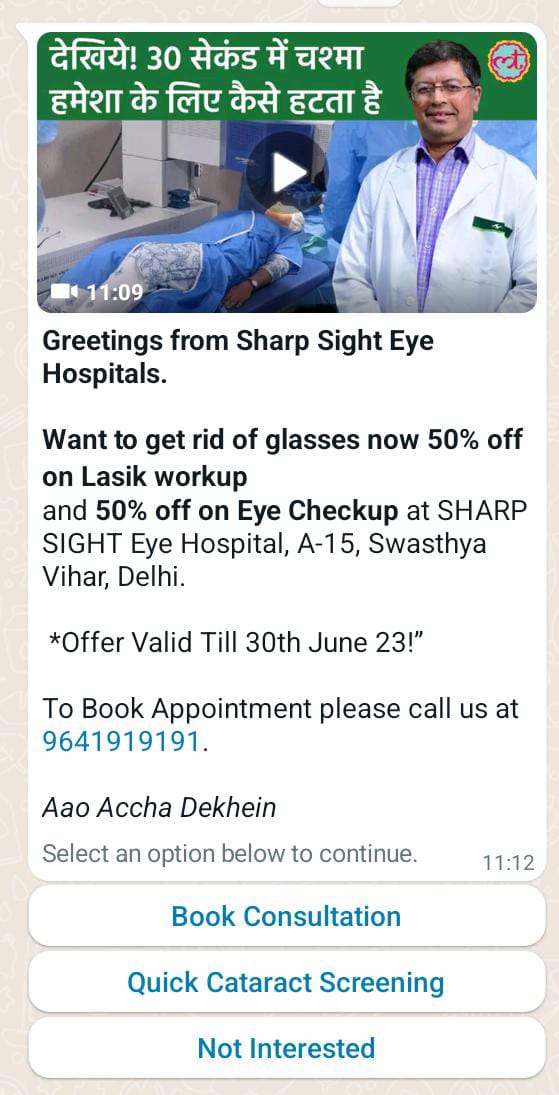 देखिये! 30 सेकंड में चश्मा
हमेशा के लिए कैसे हटता है
mt
11:09
Greetings from Sharp Sight Eye
Hospitals.
Want to get rid of glasses now 50% off
on Lasik workup
and 50% off on Eye Checkup at SHARP
SIGHT Eye Hospital, A-15, Swasthya
Vihar, Delhi.
*Offer Valid Till 30th June 23!”
To Book Appointment please call us at
9641919191.
Aao Accha Dekhein
Select an option below to continue.
11:12
Book Consultation
Quick Cataract Screening
Not Interested